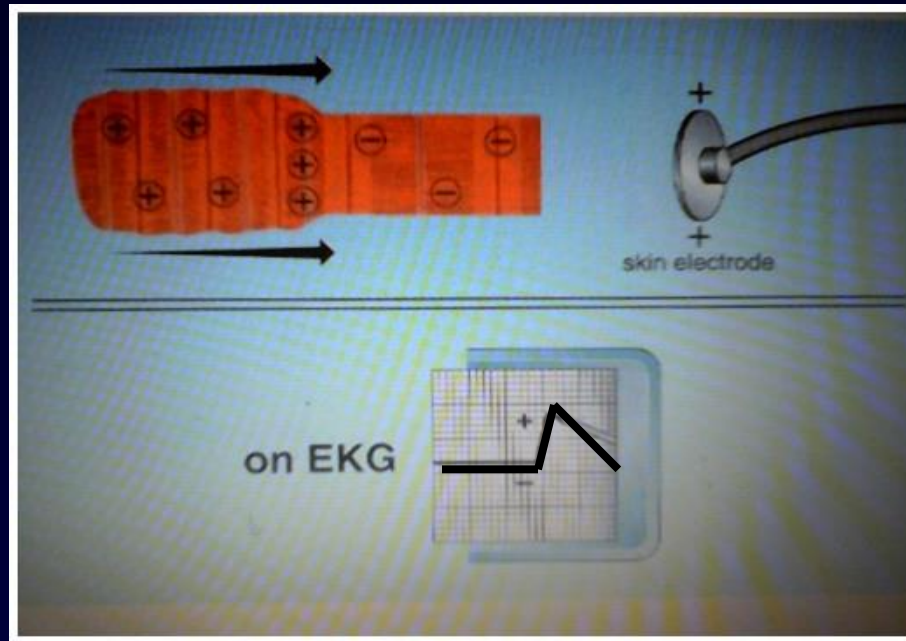 + + + − −
+
+ + + −
+
+
skin electrode
+
on EKG
−